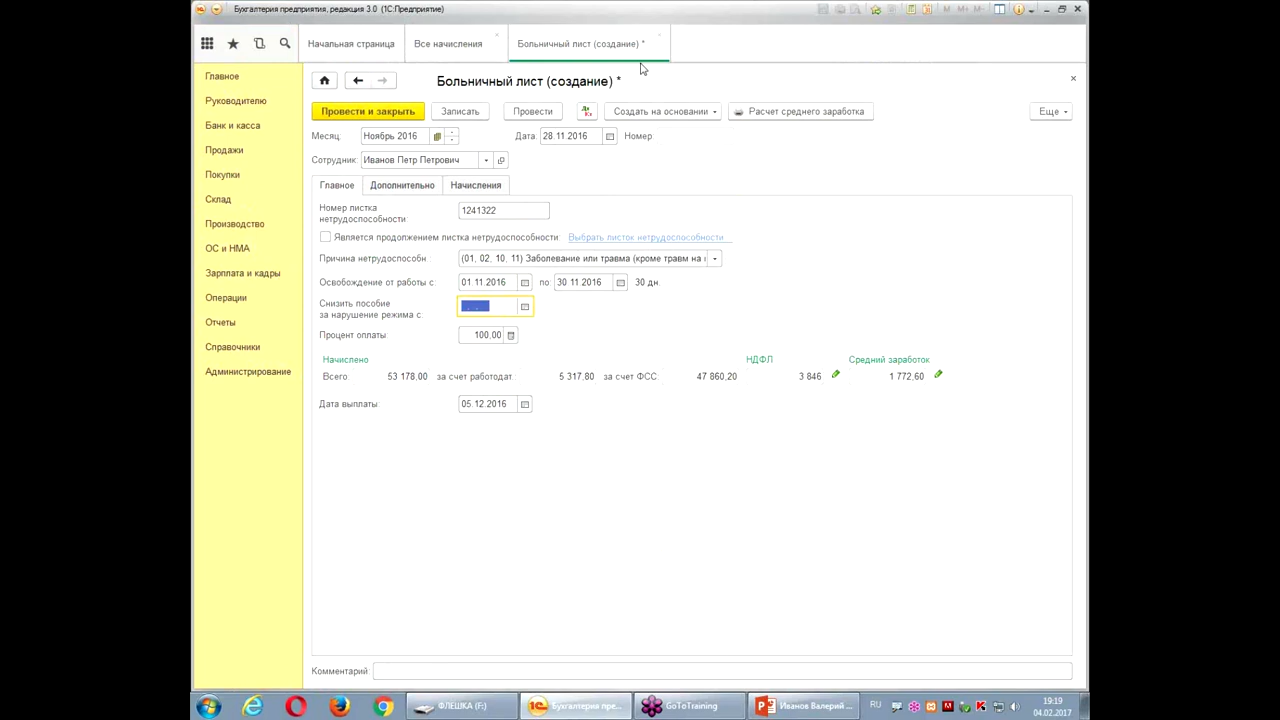 Бухгалтерия предприятия, редакция 3.0 (1С:Предприятие)
M M+ M-
Начальная страница
Все начисления
Больничный лист (создание) *
Главное
Руководителю
Банк и касса
Продажи
Покупки
Склад
Производство
ОС и НМА
Зарплата и кадры
Операции
Отчеты
Справочники
Администрирование
Больничный лист (создание) *
Провести и закрыть
Записать
Провести
Дт Кт
Создать на основании
Расчет среднего заработка
Еще
Месяц: Ноябрь 2016 Дата: 28.11.2016 Номер:
Сотрудник: Иванов Петр Петрович
Главное Дополнительно Начисления
Номер листка
нетрудоспособности: 1241322
Является продолжением листка нетрудоспособности: Выбрать листок нетрудоспособности
Причина нетрудоспособн. (01, 02, 10, 11) Заболевание или травма (кроме травм на
Освобождение от работы с: 01.11.2016 по: 30.11.2016 30 дн.
Снизить пособие
за нарушение режима с: . .
Процент оплаты: 100,00
Начислено НДФЛ Средний заработок
Всего: 53 178,00 за счет работодат.: 5 317,80 за счет ФСС: 47 860,20 3 846 1 772,60
Дата выплаты: 05.12.2016
Комментарий:
ФЛЕШКА (F:)
Бухгалтерия пре...
GoToTraining
Иванов Валерий ...
RU
19:19
04.02.2017